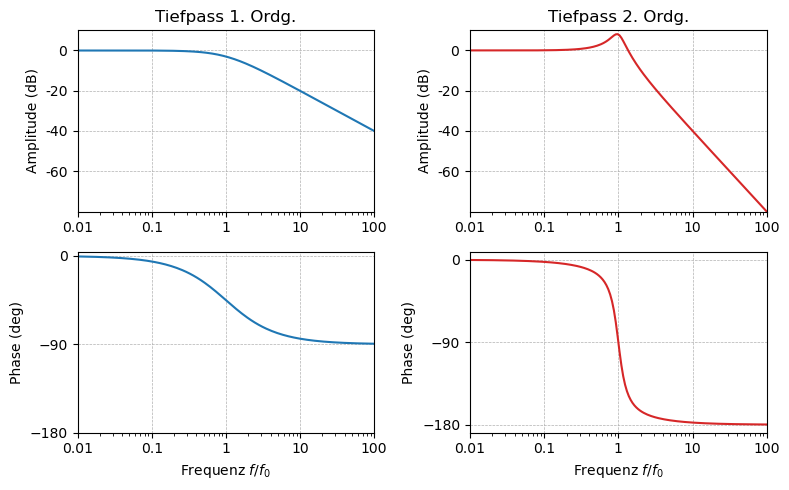 Tiefpass 1. Ordg.
Amplitude (dB)
0
-20
-40
-60
0.01 0.1 1 10 100
Tiefpass 2. Ordg.
Amplitude (dB)
0
-20
-40
-60
0.01 0.1 1 10 100
Phase (deg)
0
−90
−180
0.01 0.1 1 10 100
Frequenz f/f₀
Phase (deg)
0
−90
−180
0.01 0.1 1 10 100
Frequenz f/f₀